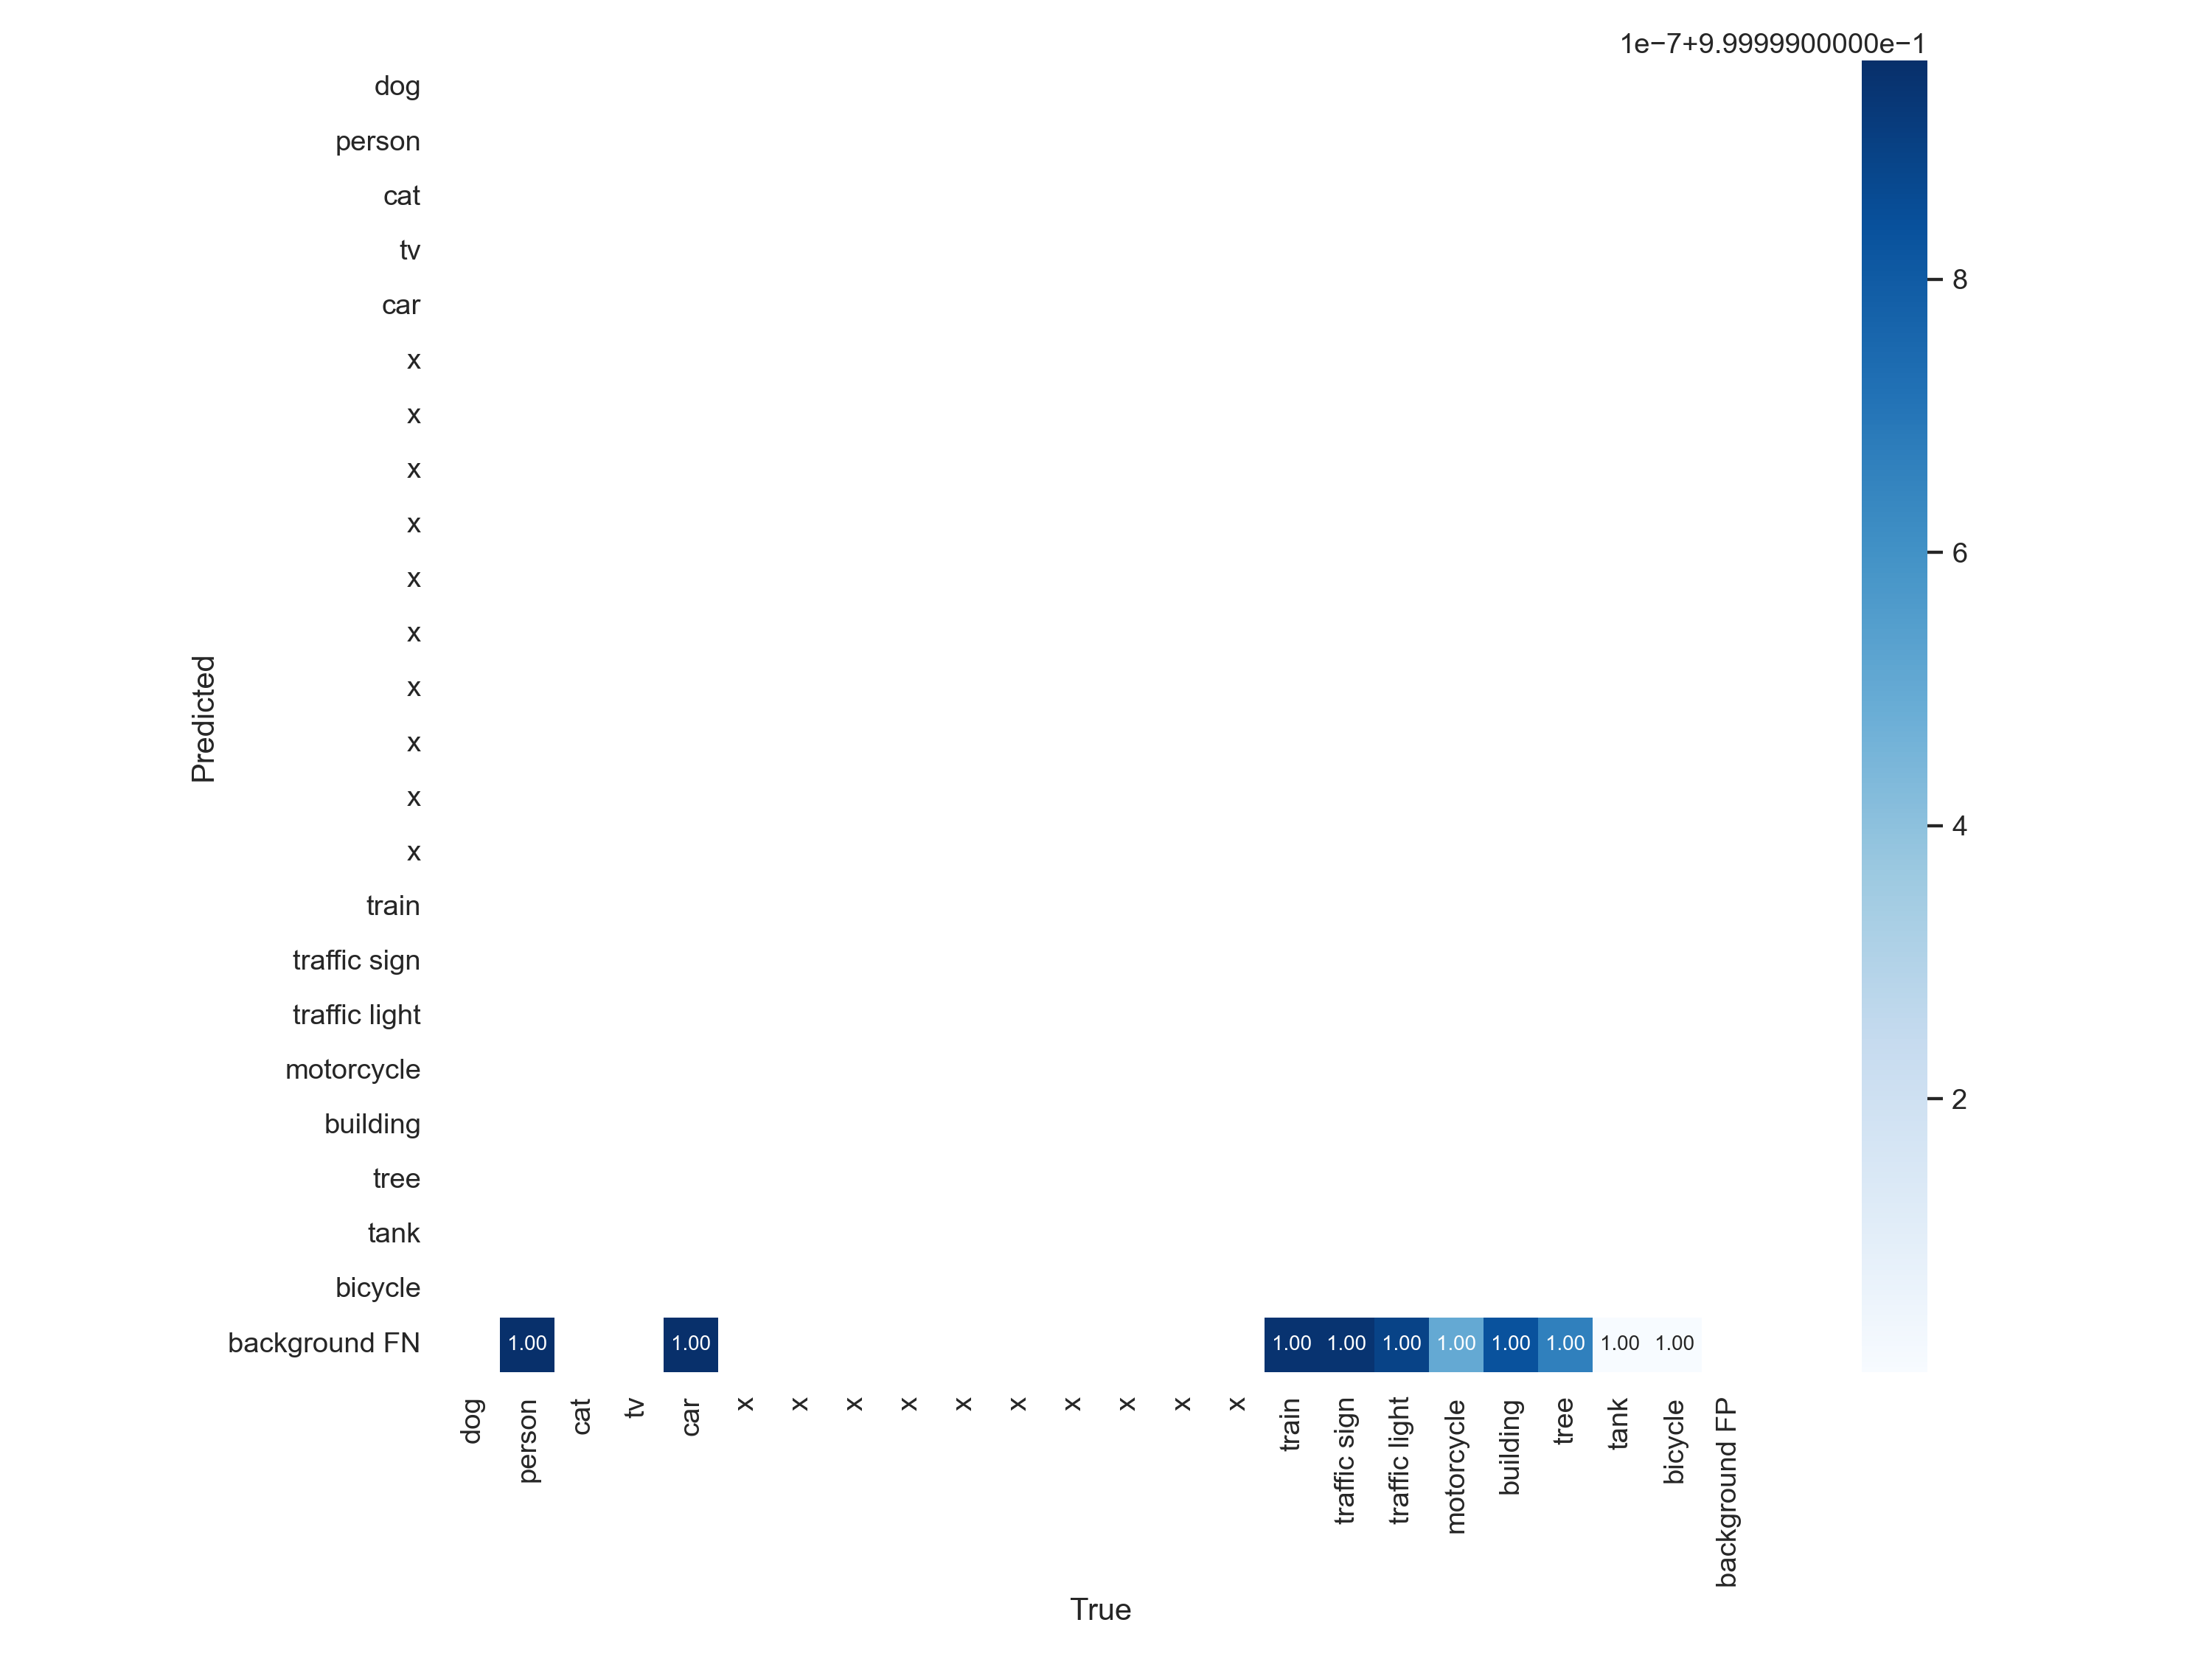 1e−7+9.9999900000e−1
dog
person
cat
tv
car
x
x
x
x
x
x
x
x
x
x
train
traffic sign
traffic light
motorcycle
building
tree
tank
bicycle
background FN
Predicted
1.00 1.00 1.00 1.00 1.00 1.00 1.00 1.00 1.00 1.00
dog person cat tv car x x x x x x x x x x train traffic sign traffic light motorcycle building tree tank bicycle background FP
True
8
6
4
2